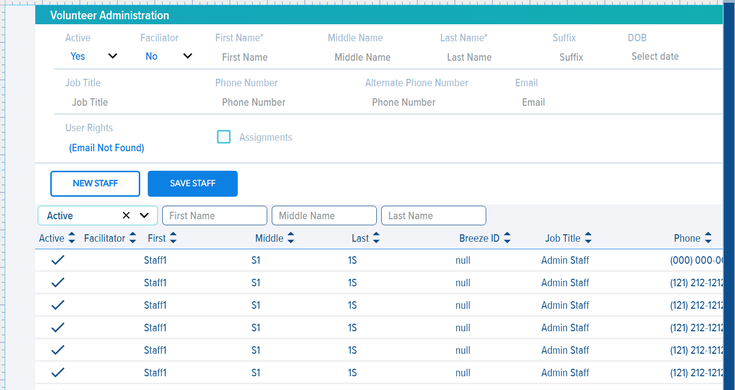 Volunteer Administration
Active Faciliator First Name* Middle Name Last Name* Suffix DOB
Yes No First Name Middle Name Last Name Suffix Select date
Job Title Phone Number Alternate Phone Number Email
Job Title Phone Number Phone Number Email
User Rights
(Email Not Found) Assignments
NEW STAFF SAVE STAFF
Active First Name Middle Name Last Name
Active Facilitator First Middle Last Breeze ID Job Title Phone
Staff1 S1 1S null Admin Staff (000) 000-00
Staff1 S1 1S null Admin Staff (121) 212-1212
Staff1 S1 1S null Admin Staff (121) 212-1212
Staff1 S1 1S null Admin Staff (121) 212-1212
Staff1 S1 1S null Admin Staff (121) 212-1212
Staff1 S1 1S null Admin Staff (121) 212-1212